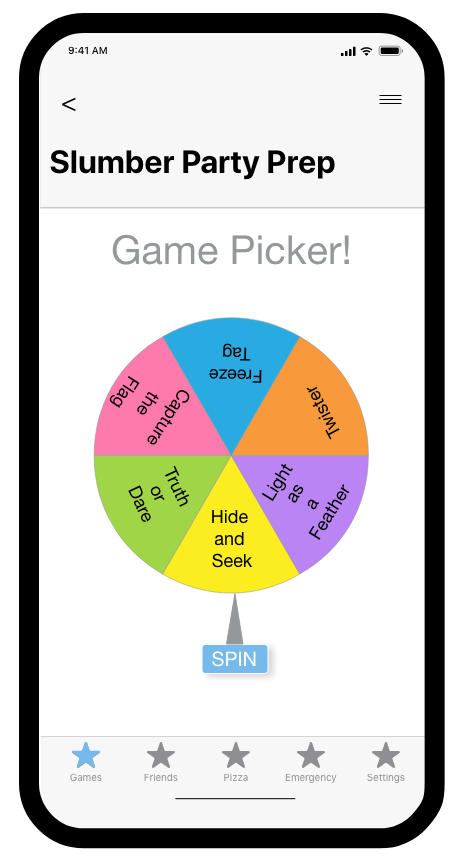 9:41 AM
<
Slumber Party Prep
Game Picker!
Freeze
Tag
Twister
Light
as
a
Feather
Hide
and
Seek
Truth
or
Dare
Capture
the
Flag
SPIN
Games
Friends
Pizza
Emergency
Settings